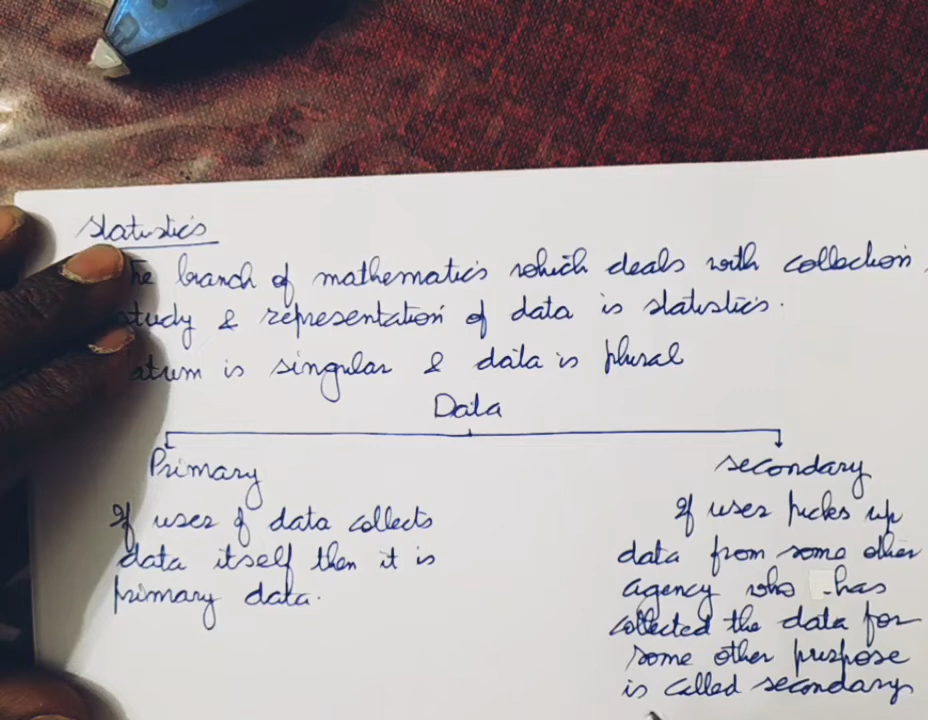 Statistics
The branch of mathematics which deals with collection,
study & representation of data is statistics.
atum is singular & data is plural
Data
Primary
If user of data collects
data itself then it is
primary data.
secondary
If user picks up
data from some other
agency who has
collected the data for
some other purpose
is called secondary